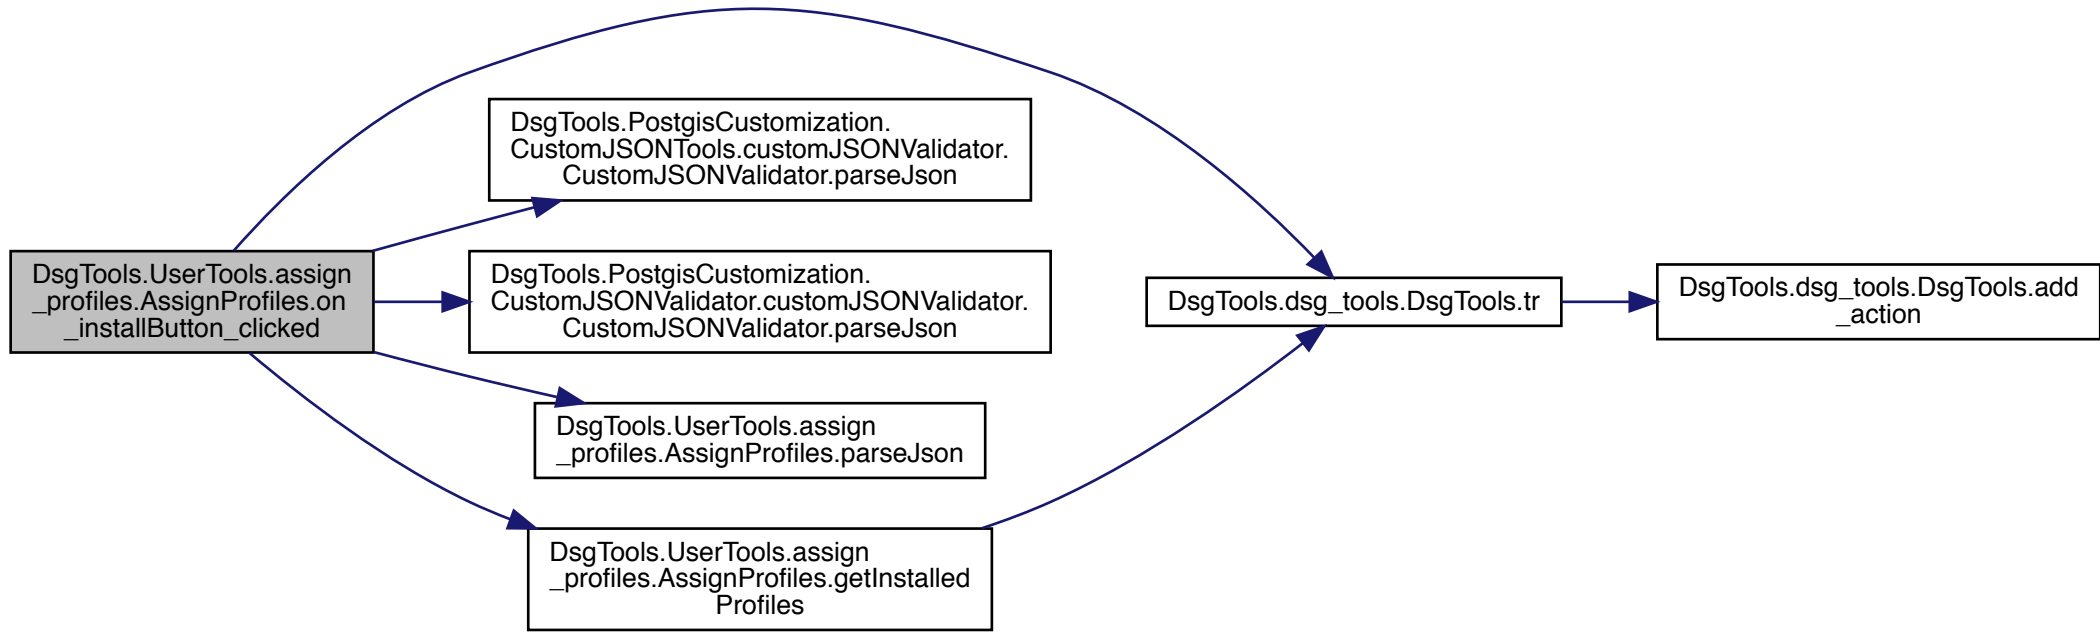 DsgTools.UserTools.assign
_profiles.AssignProfiles.on
_installButton_clicked
DsgTools.PostgisCustomization.
CustomJSONTools.customJSONValidator.
CustomJSONValidator.parseJson
DsgTools.PostgisCustomization.
CustomJSONValidator.customJSONValidator.
CustomJSONValidator.parseJson
DsgTools.UserTools.assign
_profiles.AssignProfiles.parseJson
DsgTools.UserTools.assign
_profiles.AssignProfiles.getInstalled
Profiles
DsgTools.dsg_tools.DsgTools.tr
DsgTools.dsg_tools.DsgTools.add
_action